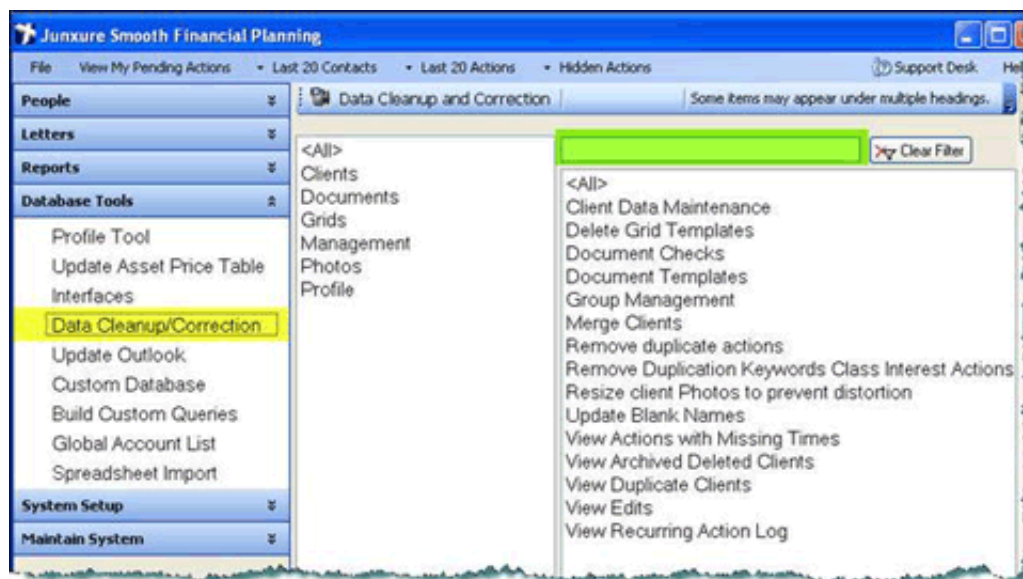 Junxure Smooth Financial Planning
File View My Pending Actions Last 20 Contacts Last 20 Actions Hidden Actions Support Desk Hel
People
Letters
Reports
Database Tools
Profile Tool
Update Asset Price Table
Interfaces
Data Cleanup/Correction
Update Outlook
Custom Database
Build Custom Queries
Global Account List
Spreadsheet Import
System Setup
Maintain System
Data Cleanup and Correction Some items may appear under multiple headings.
<All>
Clients
Documents
Grids
Management
Photos
Profile
Clear Filter
<All>
Client Data Maintenance
Delete Grid Templates
Document Checks
Document Templates
Group Management
Merge Clients
Remove duplicate actions
Remove Duplication Keywords Class Interest Actions
Resize client Photos to prevent distortion
Update Blank Names
View Actions with Missing Times
View Archived Deleted Clients
View Duplicate Clients
View Edits
View Recurring Action Log